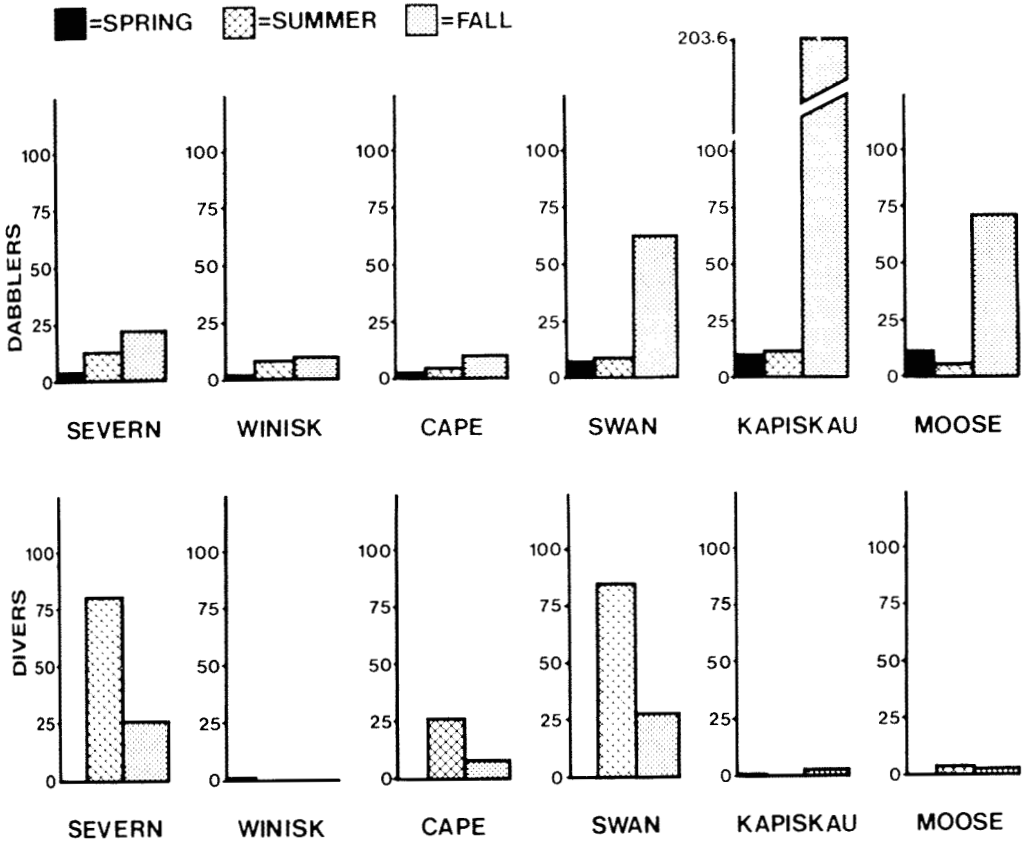 =SPRING =SUMMER =FALL
203.6
100 100 100 100 100 100
75 75 75 75 75 75
50 50 50 50 50 50
25 25 25 25 25 25
0 0 0 0 0 0
DABBLERS
SEVERN WINISK CAPE SWAN KAPISKAU MOOSE
100 100 100 100 100 100
75 75 75 75 75 75
50 50 50 50 50 50
25 25 25 25 25 25
0 0 0 0 0 0
DIVERS
SEVERN WINISK CAPE SWAN KAPISKAU MOOSE